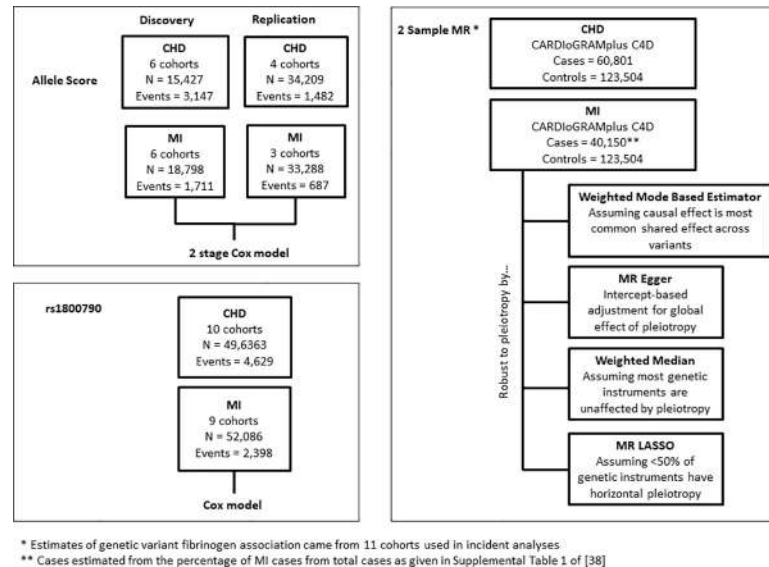 Discovery
Replication
Allele Score
CHD
6 cohorts
N = 15,427
Events = 3,147
CHD
4 cohorts
N = 34,209
Events = 1,482
MI
6 cohorts
N = 18,798
Events = 1,711
MI
3 cohorts
N = 33,288
Events = 687
2 stage Cox model
rs1800790
CHD
10 cohorts
N = 49,6363
Events = 4,629
MI
9 cohorts
N = 52,086
Events = 2,398
Cox model
2 Sample MR *
CHD
CARDIoGRAMplus C4D
Cases = 60,801
Controls = 123,504
MI
CARDIoGRAMplus C4D
Cases = 40,150**
Controls = 123,504
Robust to pleiotropy by...
Weighted Mode Based Estimator
Assuming causal effect is most
common shared effect across
variants
MR Egger
Intercept-based
adjustment for global
effect of pleiotropy
Weighted Median
Assuming most genetic
instruments are
unaffected by pleiotropy
MR LASSO
Assuming <50% of
genetic instruments have
horizontal pleiotropy
* Estimates of genetic variant fibrinogen association came from 11 cohorts used in incident analyses
** Cases estimated from the percentage of MI cases from total cases as given in Supplemental Table 1 of [38]